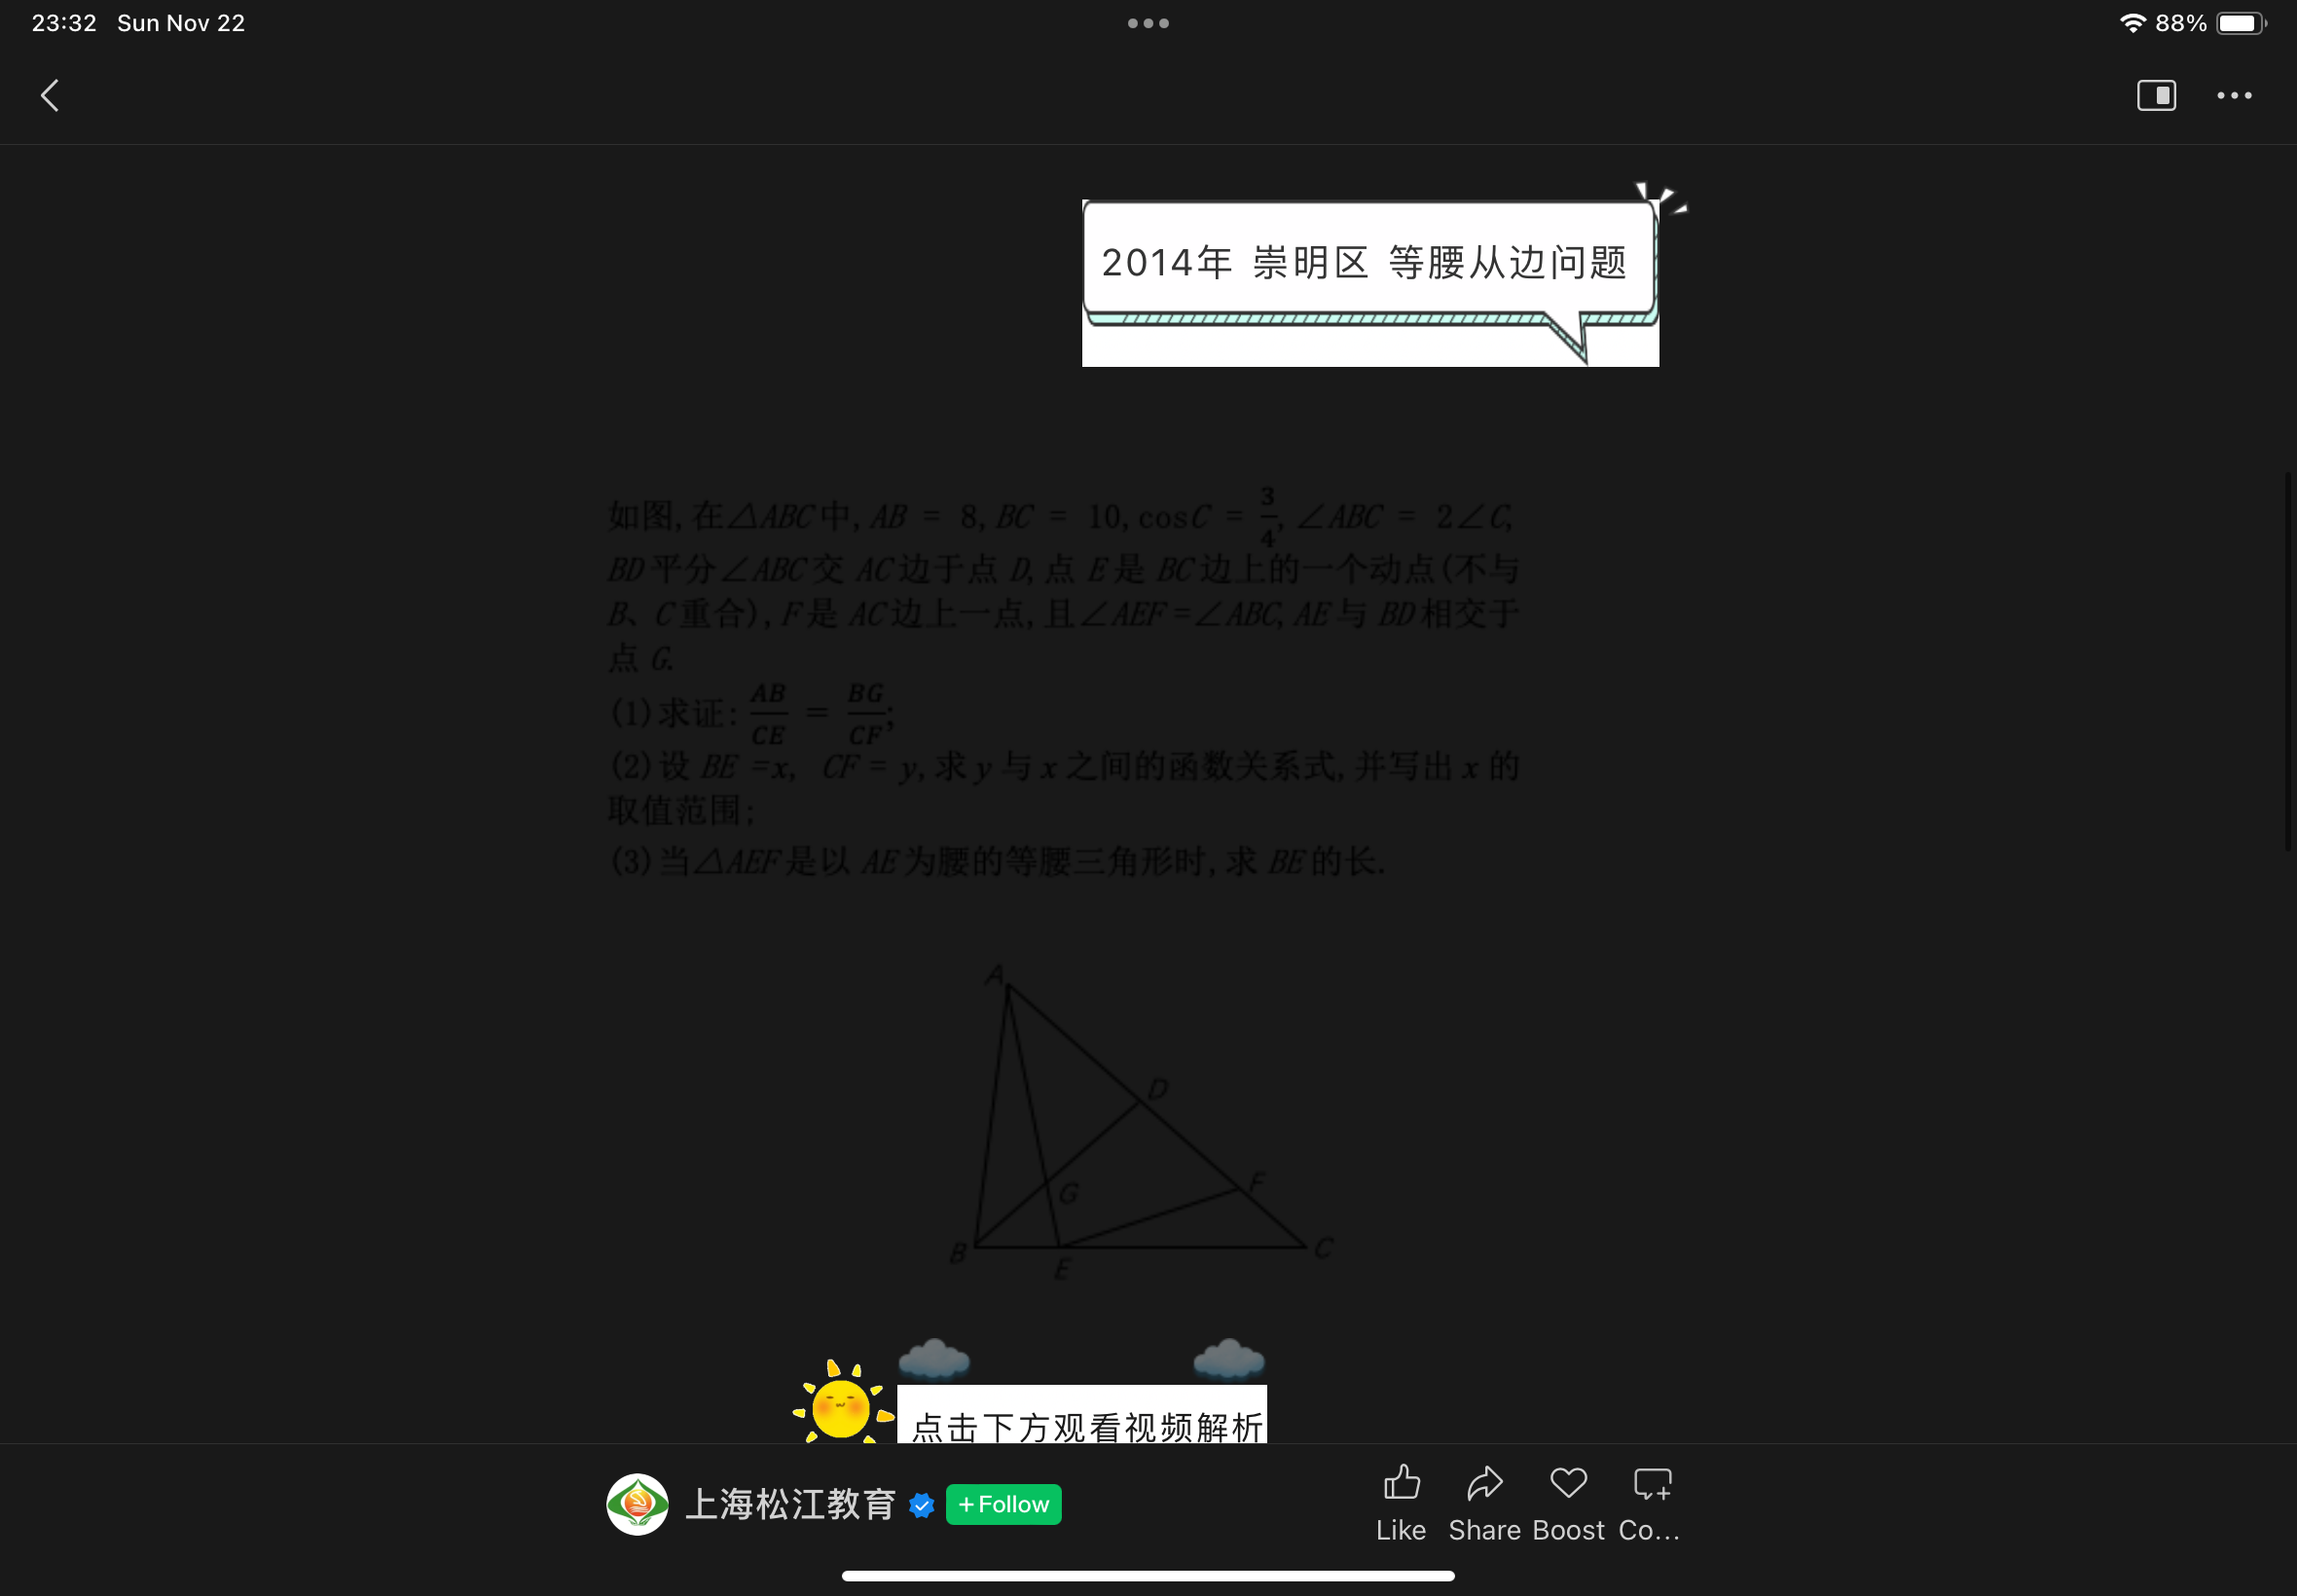 23:32 Sun Nov 22
88%
2014年 崇明区 等腰从边问题
如图,在△ABC中,AB = 8,BC = 10,cosC = 3/4,∠ABC = 2∠C,
BD平分∠ABC交 AC边于点 D,点 E是 BC边上的一个动点(不与
B、C重合),F是 AC边上一点,且∠AEF=∠ABC,AE与 BD相交于
点 G.
(1)求证: AB/CE = BG/CF;
(2)设 BE =x, CF = y,求 y 与 x 之间的函数关系式,并写出 x 的
取值范围;
(3)当△AEF是以 AE为腰的等腰三角形时,求 BE的长.
A
D
G
F
B
E
C
点击下方观看视频解析
上海松江教育 +Follow
Like Share Boost Co...